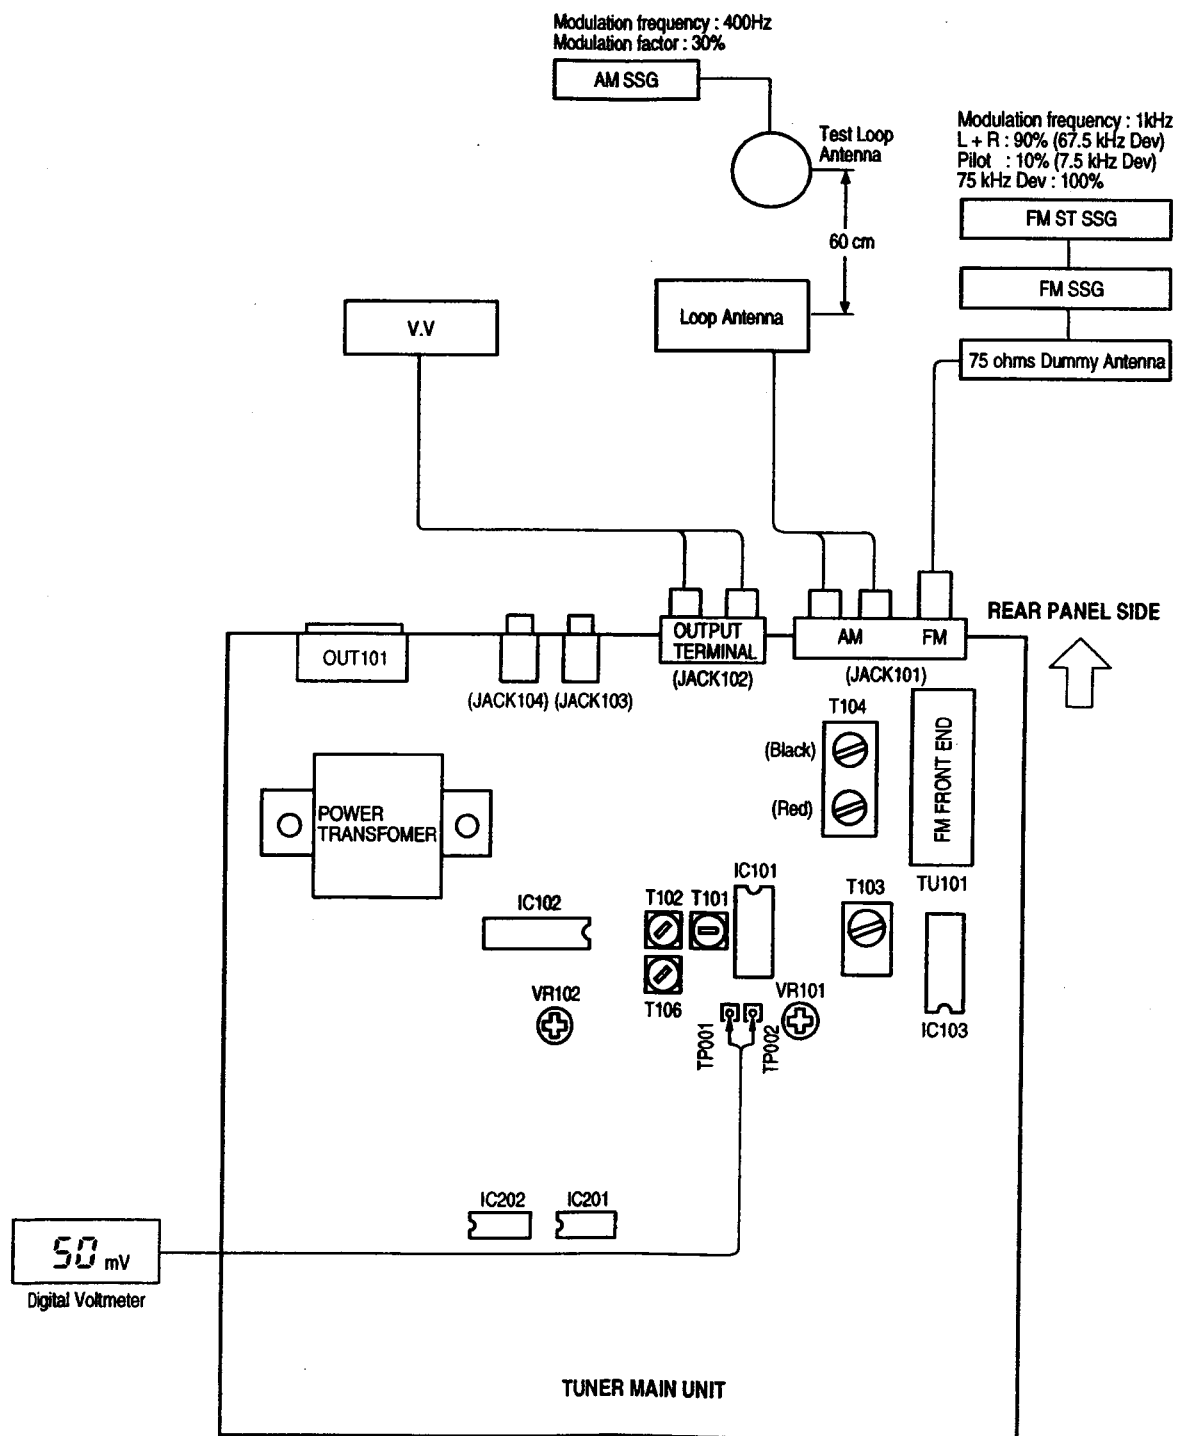 Modulation frequency : 400Hz
Modulation factor : 30%
AM SSG
Test Loop
Antenna
Modulation frequency : 1kHz
L + R : 90% (67.5 kHz Dev)
Pilot : 10% (7.5 kHz Dev)
75 kHz Dev : 100%
FM ST SSG
60 cm
FM SSG
V.V
Loop Antenna
75 ohms Dummy Antenna
REAR PANEL SIDE
OUT101
OUTPUT
TERMINAL
AM FM
(JACK104) (JACK103)
(JACK102)
(JACK101)
T104
(Black)
(Red)
FM FRONT END
POWER
TRANSFOMER
TU101
IC101
T103
IC102
T102 T101
VR102
T106
VR101
TP001
TP002
IC103
IC202
IC201
50 mV
Digital Voltmeter
TUNER MAIN UNIT